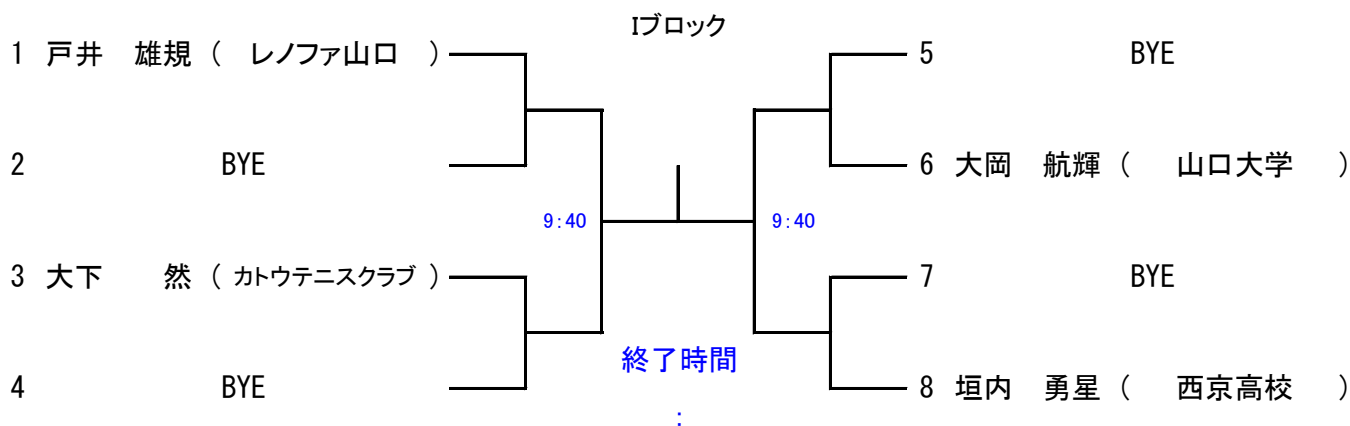 Iブロック
1 戸井 雄規 ( レノファ山口 )
2 BYE
3 大下 然 ( カトウテニスクラブ )
4 BYE
9:40
9:40
終了時間
:
5 BYE
6 大岡 航輝 ( 山口大学 )
7 BYE
8 垣内 勇星 ( 西京高校 )